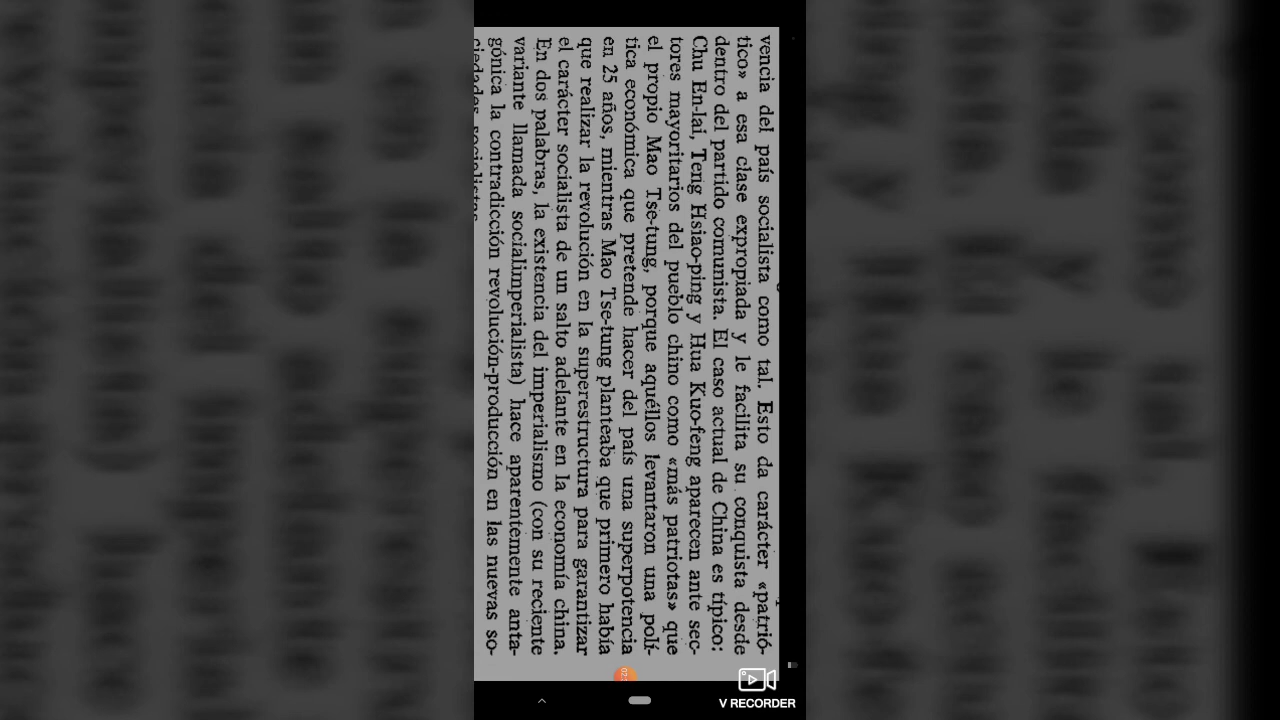 vencia del país socialista como tal. Esto da carácter «patrió-
tico» a esa clase expropiada y le facilita su conquista desde
dentro del partido comunista. El caso actual de China es típico;
Chu En-lai, Teng Hsiao-ping y Hua Kuo-feng aparecen ante sec-
tores mayoritarios del pueblo chino como «más patriotas» que
el propio Mao Tse-tung, porque aquéllos levantaron una polí-
tica económica que pretende hacer del país una superpotencia
en 25 años, mientras Mao Tse-tung planteaba que primero había
que realizar la revolución en la superestructura para garantizar
el carácter socialista de un salto adelante en la economía china.
En dos palabras, la existencia del imperialismo (con su reciente
variante llamada socialimperialista) hace aparentemente anta-
gónica la contradicción revolución-producción en las nuevas so-
ciedades socialistas
V RECORDER